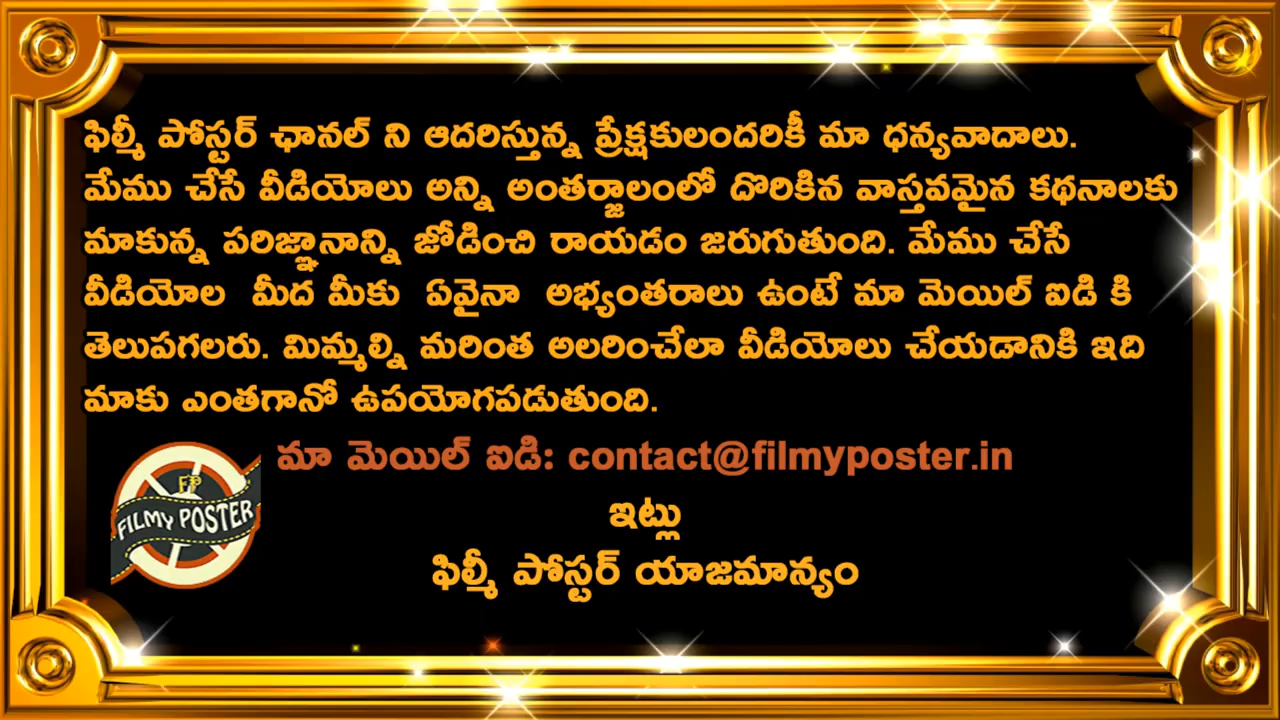 ఫిల్మీ పోస్టర్ ఛానల్ ని ఆదరిస్తున్న ప్రేక్షకులందరికీ మా ధన్యవాదాలు.
మేము చేసే వీడియోలు అన్ని అంతర్జాలంలో దొరికిన వాస్తవమైన కథనాలకు
మాకున్న పరిజ్ఞానాన్ని జోడించి రాయడం జరుగుతుంది. మేము చేసే
వీడియోల మీద మీకు ఏవైనా అభ్యంతరాలు ఉంటే మా మెయిల్ ఐడి కి
తెలుపగలరు. మిమ్మల్ని మరింత అలరించేలా వీడియోలు చేయడానికి ఇది
మాకు ఎంతగానో ఉపయోగపడుతుంది.
మా మెయిల్ ఐడి: contact@filmyposter.in
FP
FILMY POSTER
ఇట్లు
ఫిల్మీ పోస్టర్ యాజమాన్యం